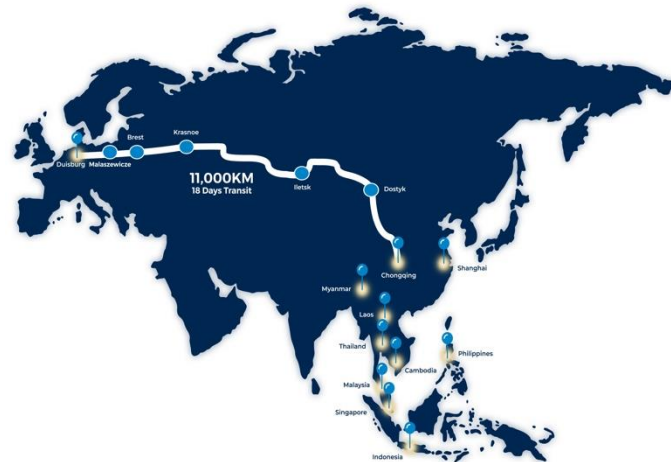 Krasnoe
Brest
Duisburg
Malaszewicze
11,000KM
18 Days Transit
Iletsk
Dostyk
Chongqing
Shanghai
Myanmar
Laos
Thailand
Philippines
Cambodia
Malaysia
Singapore
Indonesia